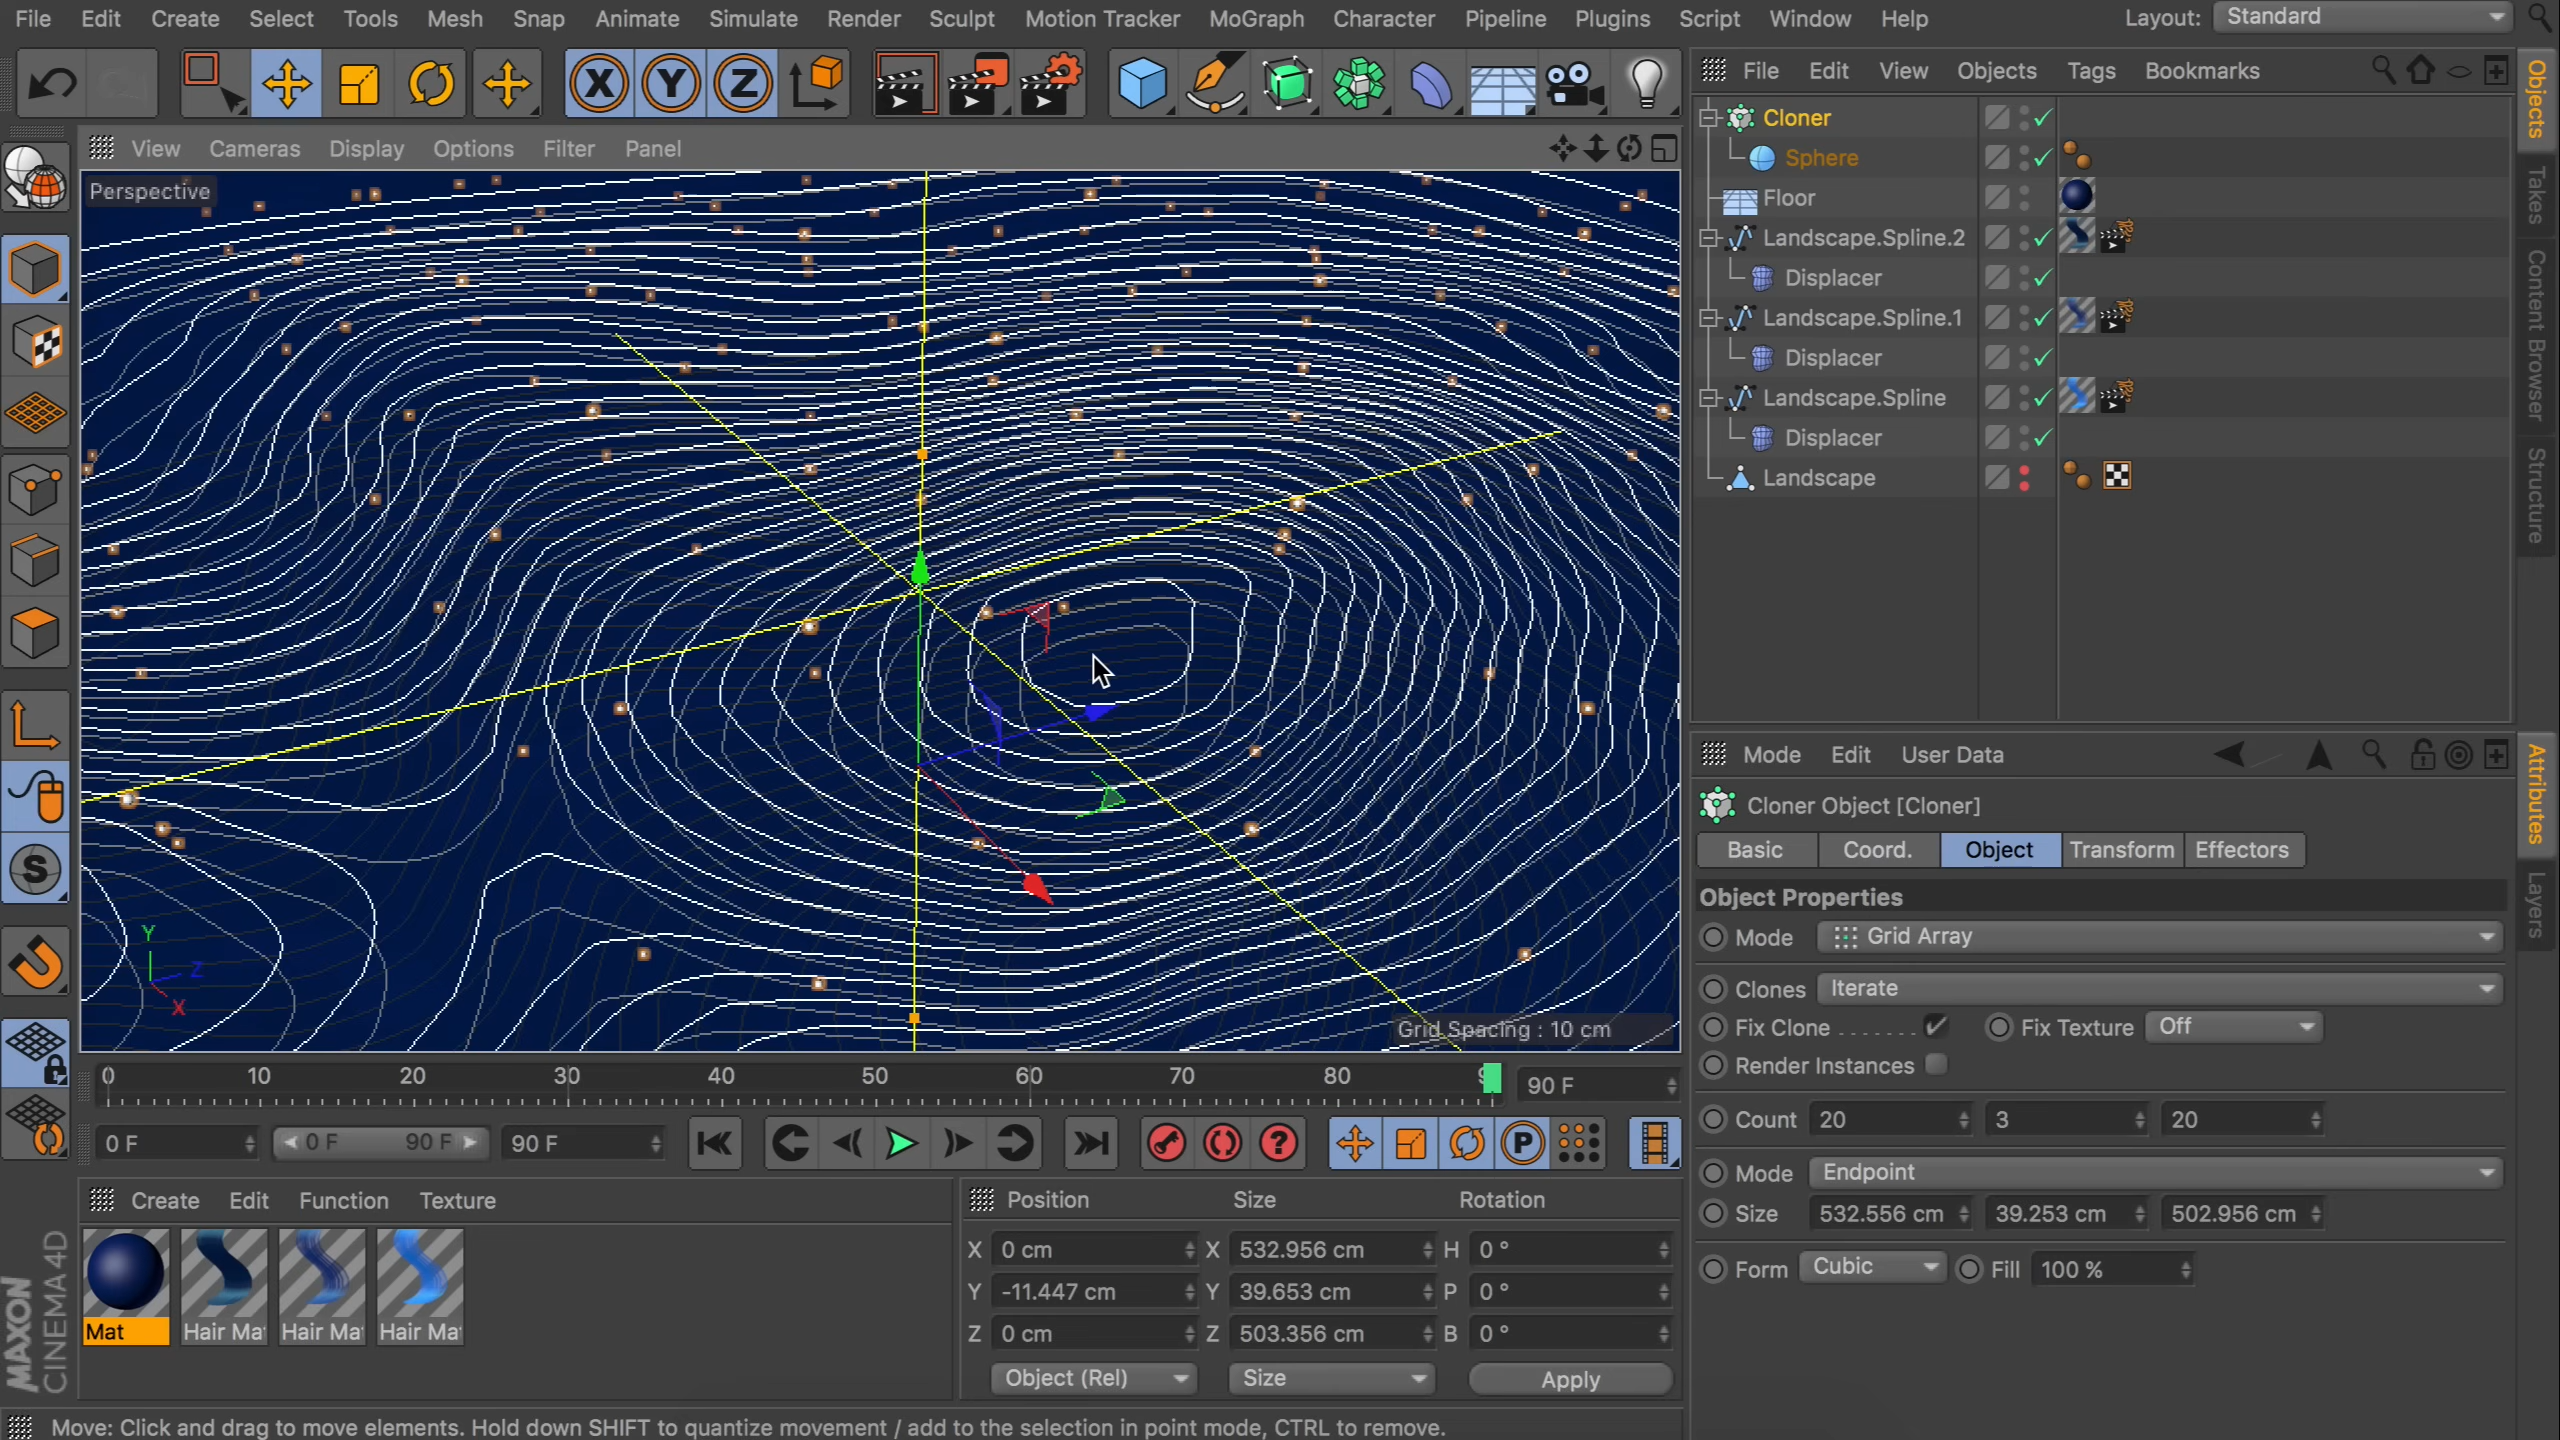 File Edit Create Select Tools Mesh Snap Animate Simulate Render Sculpt Motion Tracker MoGraph Character Pipeline Plugins Script Window Help Layout: Standard
X Y Z
File Edit View Objects Tags Bookmarks
View Cameras Display Options Filter Panel
Perspective
Cloner
Sphere
Floor
Landscape.Spline.2
Displacer
Landscape.Spline.1
Displacer
Landscape.Spline
Displacer
Landscape
Objects
Takes
Content Browser
Structure
S
Y
Z
X
Grid Spacing : 10 cm
Mode Edit User Data
Cloner Object [Cloner]
Basic Coord. Object Transform Effectors
Object Properties
Mode Grid Array
Clones Iterate
Fix Clone Fix Texture Off
Render Instances
Count 20 3 20
Mode Endpoint
Size 532.556 cm 39.253 cm 502.956 cm
Form Cubic Fill 100 %
Attributes
Layers
0 10 20 30 40 50 60 70 80 90 F
0 F 0 F 90 F 90 F
? P
Create Edit Function Texture
Mat Hair Ma Hair Ma Hair Ma
Position Size Rotation
X 0 cm X 532.956 cm H 0 °
Y -11.447 cm Y 39.653 cm P 0 °
Z 0 cm Z 503.356 cm B 0 °
Object (Rel) Size Apply
MAXON
CINEMA 4D
Move: Click and drag to move elements. Hold down SHIFT to quantize movement / add to the selection in point mode, CTRL to remove.